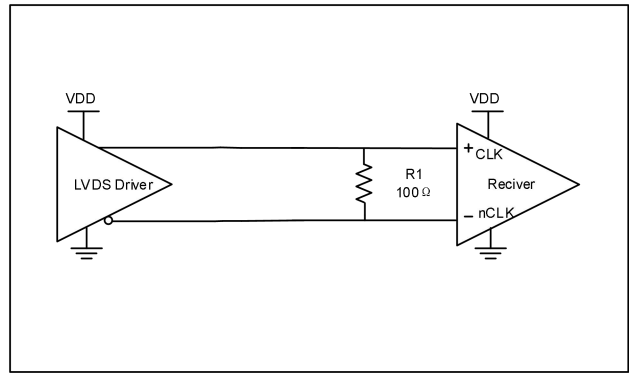 VDD
VDD
LVDS Driver
+ CLK
R1
100 Ω
Reciver
− nCLK